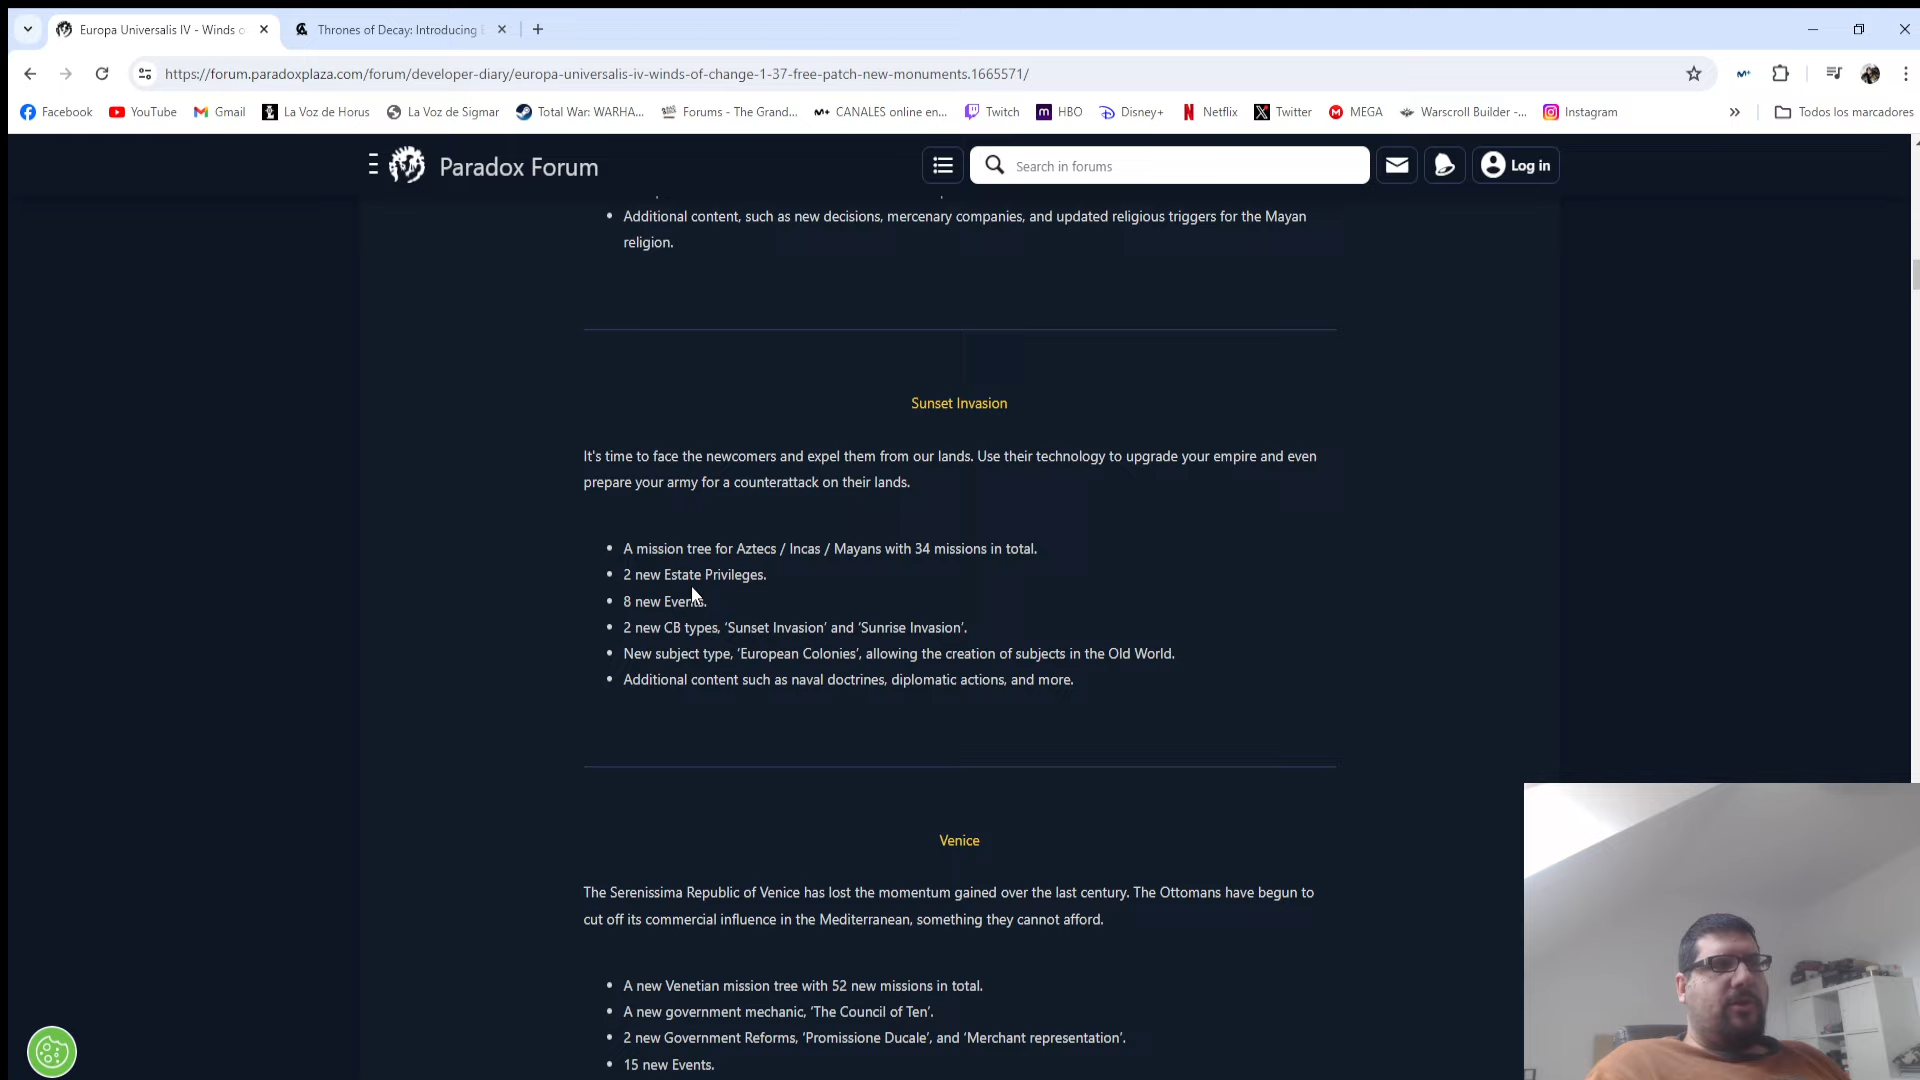 Europa Universalis IV - Winds o
Thrones of Decay: Introducing
https://forum.paradoxplaza.com/forum/developer-diary/europa-universalis-iv-winds-of-change-1-37-free-patch-new-monuments.1665571/
Facebook YouTube Gmail La Voz de Horus La Voz de Sigmar Total War: WARHA... Forums - The Grand... CANALES online en... Twitch HBO Disney+ Netflix Twitter MEGA Warscroll Builder -... Instagram » Todos los marcadores
Paradox Forum Search in forums Log in
• Additional content, such as new decisions, mercenary companies, and updated religious triggers for the Mayan
religion.
Sunset Invasion
It's time to face the newcomers and expel them from our lands. Use their technology to upgrade your empire and even
prepare your army for a counterattack on their lands.
• A mission tree for Aztecs / Incas / Mayans with 34 missions in total.
• 2 new Estate Privileges.
• 8 new Events.
• 2 new CB types, ‘Sunset Invasion’ and ‘Sunrise Invasion’.
• New subject type, ‘European Colonies’, allowing the creation of subjects in the Old World.
• Additional content such as naval doctrines, diplomatic actions, and more.
Venice
The Serenissima Republic of Venice has lost the momentum gained over the last century. The Ottomans have begun to
cut off its commercial influence in the Mediterranean, something they cannot afford.
• A new Venetian mission tree with 52 new missions in total.
• A new government mechanic, ‘The Council of Ten’.
• 2 new Government Reforms, ‘Promissione Ducale’, and ‘Merchant representation’.
• 15 new Events.